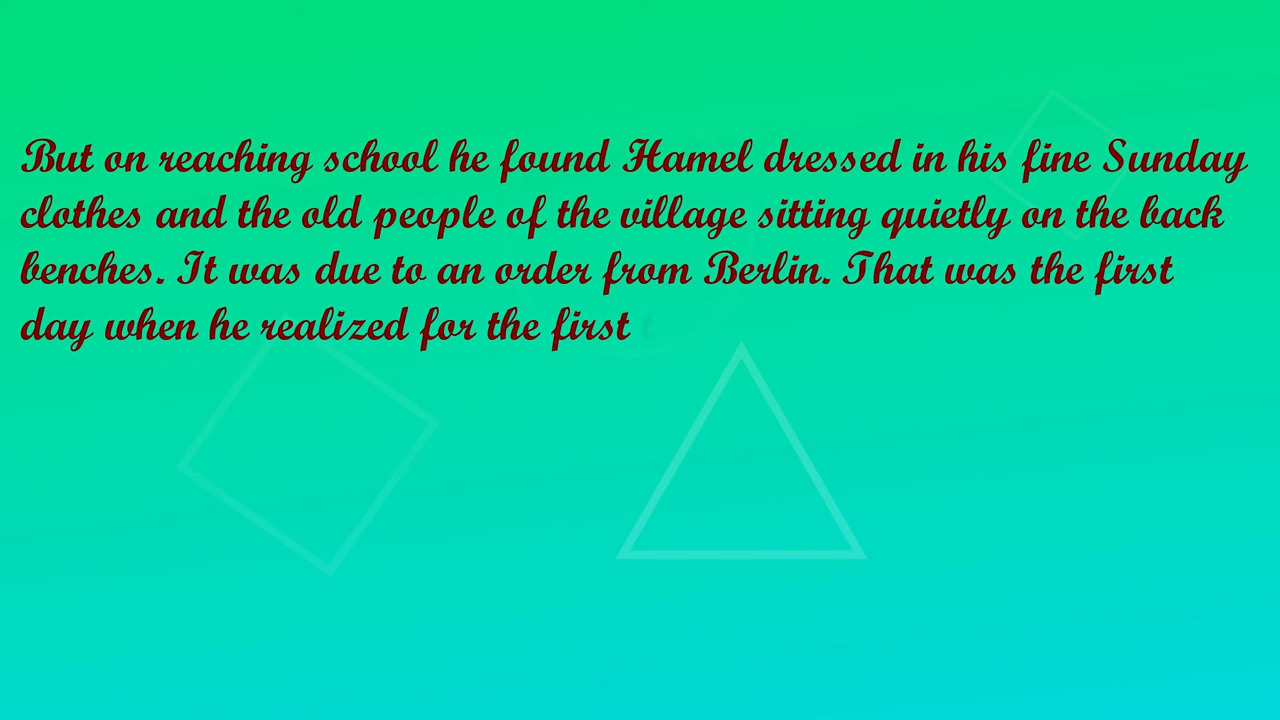 But on reaching school he found Hamel dressed in his fine Sunday
clothes and the old people of the village sitting quietly on the back
benches. It was due to an order from Berlin. That was the first
day when he realized for the first t